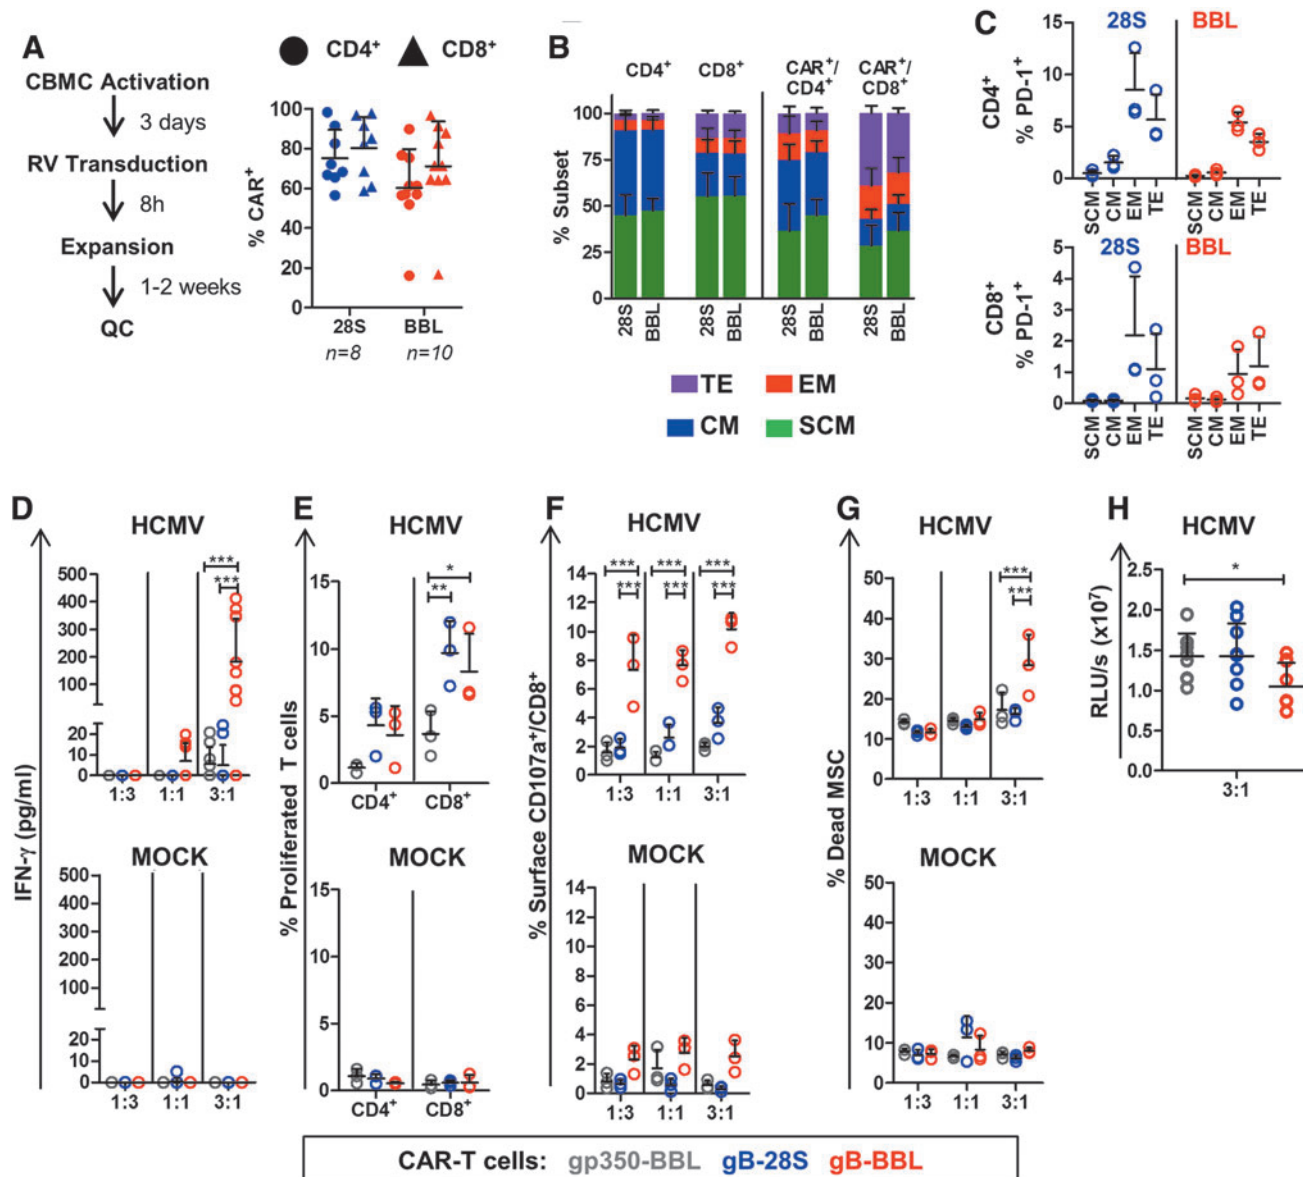 A
CBMC Activation
3 days
RV Transduction
8h
Expansion
1-2 weeks
QC
CD4+ CD8+
% CAR+
100
80
60
40
20
0
28S BBL
n=8 n=10
B
CD4+ CD8+ CAR+/CD4+ CAR+/CD8+
% Subset
100
75
50
25
0
28S BBL 28S BBL 28S BBL 28S BBL
TE EM
CM SCM
C
28S BBL
CD4+
% PD-1+
15
10
5
0
SCM CM EM TE SCM CM EM TE
28S BBL
CD8+
% PD-1+
5
4
3
2
1
0
SCM CM EM TE SCM CM EM TE
D
HCMV
IFN-γ (pg/ml)
500
400
300
200
100
20
10
0
*** 
***
1:3 1:1 3:1
MOCK
500
400
300
200
100
20
10
0
1:3 1:1 3:1
E
HCMV
% Proliferated T cells
15
10
5
0
*
**
CD4+ CD8+
MOCK
15
10
5
0
CD4+ CD8+
F
HCMV
% Surface CD107a+/CD8+
14
12
10
8
6
4
2
0
*** *** ***
*** *** ***
1:3 1:1 3:1
MOCK
14
12
10
8
6
4
2
0
1:3 1:1 3:1
G
HCMV
% Dead MSC
50
40
30
20
10
0
***
***
1:3 1:1 3:1
MOCK
50
40
30
20
10
0
1:3 1:1 3:1
H
HCMV
RLU/s (x10⁷)
2.5
2.0
1.5
1.0
0.5
0.0
*
3:1
CAR-T cells: gp350-BBL gB-28S gB-BBL